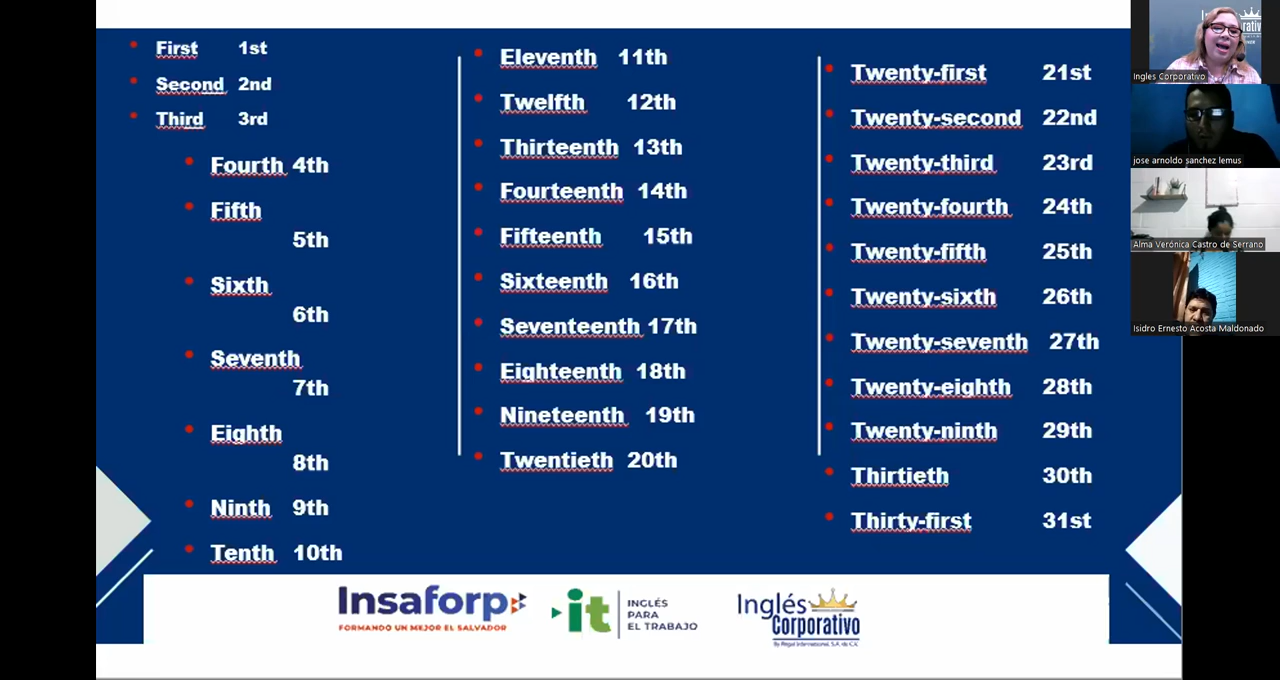 First 1st
Second 2nd
Third 3rd
Fourth 4th
Fifth
5th
Sixth
6th
Seventh
7th
Eighth
8th
Ninth 9th
Tenth 10th
Eleventh 11th
Twelfth 12th
Thirteenth 13th
Fourteenth 14th
Fifteenth 15th
Sixteenth 16th
Seventeenth 17th
Eighteenth 18th
Nineteenth 19th
Twentieth 20th
Twenty-first 21st
Twenty-second 22nd
Twenty-third 23rd
Twenty-fourth 24th
Twenty-fifth 25th
Twenty-sixth 26th
Twenty-seventh 27th
Twenty-eighth 28th
Twenty-ninth 29th
Thirtieth 30th
Thirty-first 31st
Insaforp
FORMANDO UN MEJOR EL SALVADOR
it
INGLÉS
PARA
EL TRABAJO
Inglés
Corporativo
Ingles Corporativo
jose arnoldo sanchez lemus
Alma Verónica Castro de Serrano
Isidro Ernesto Acosta Maldonado